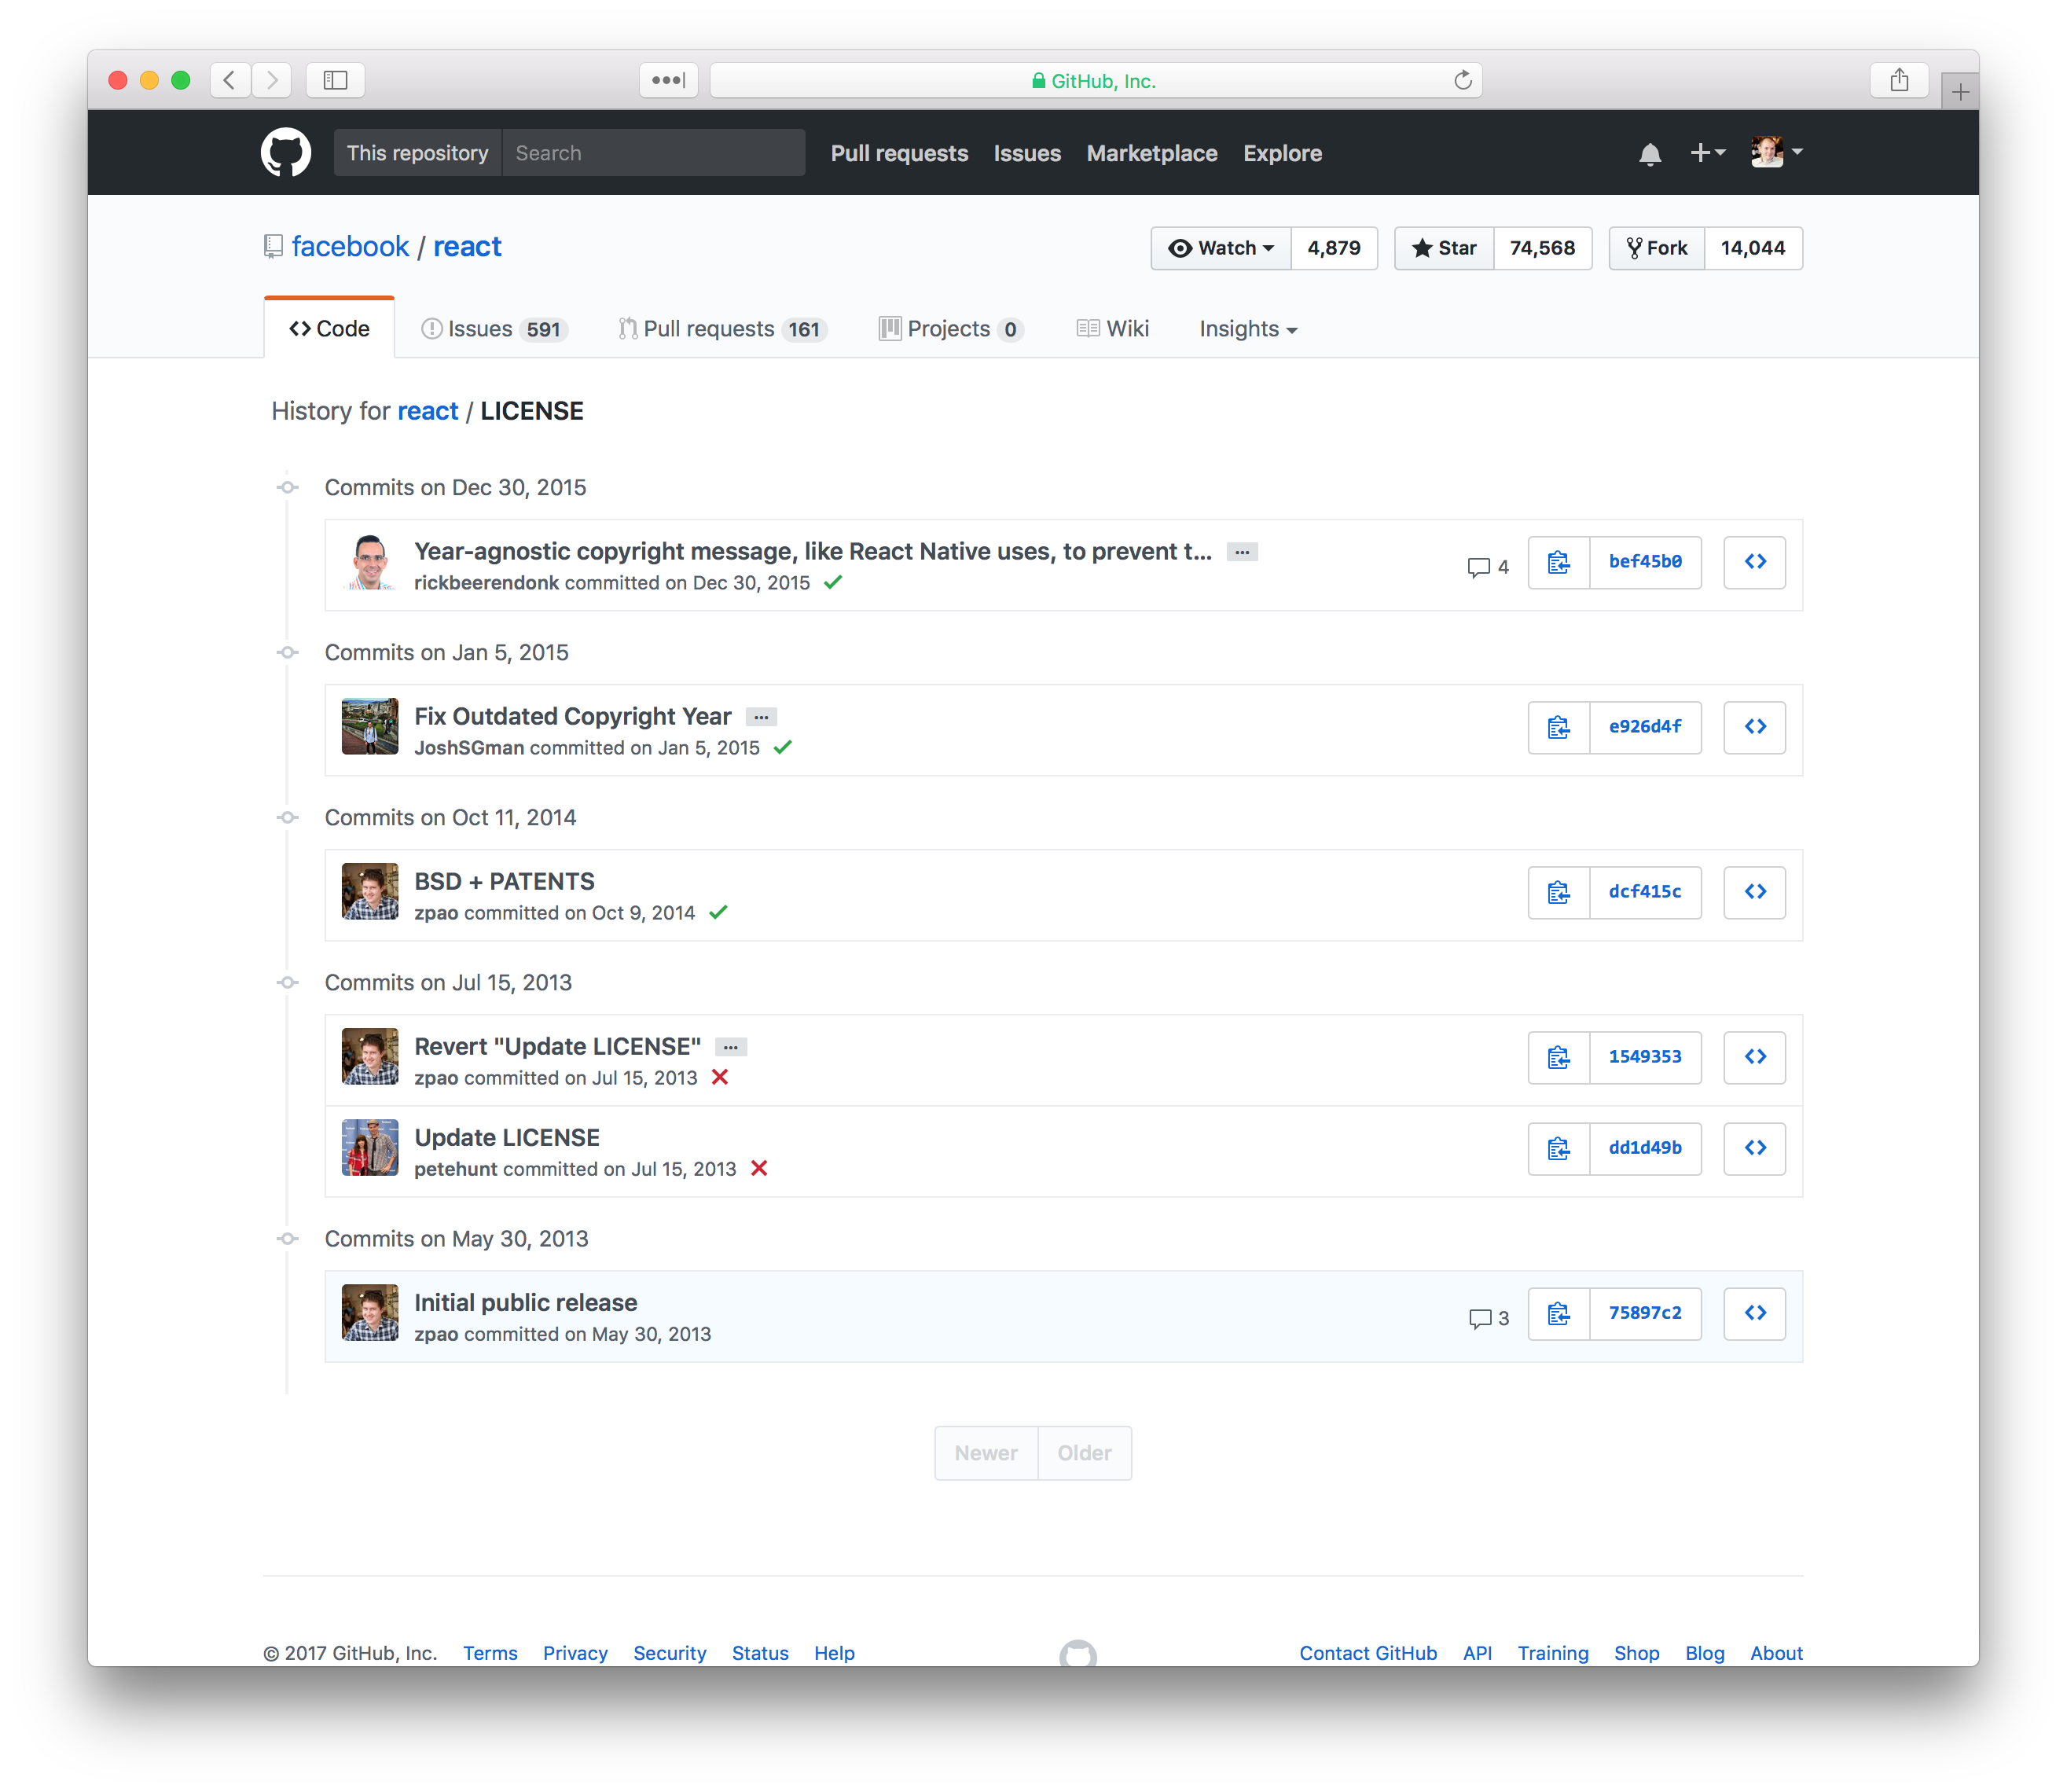 GitHub, Inc.
This repository Search Pull requests Issues Marketplace Explore
facebook / react Watch 4,879 Star 74,568 Fork 14,044
Code Issues 591 Pull requests 161 Projects 0 Wiki Insights
History for react / LICENSE
Commits on Dec 30, 2015
Year-agnostic copyright message, like React Native uses, to prevent t... …
rickbeerendonk committed on Dec 30, 2015
4 bef45b0
Commits on Jan 5, 2015
Fix Outdated Copyright Year …
JoshSGman committed on Jan 5, 2015
e926d4f
Commits on Oct 11, 2014
BSD + PATENTS
zpao committed on Oct 9, 2014
dcf415c
Commits on Jul 15, 2013
Revert "Update LICENSE" …
zpao committed on Jul 15, 2013
1549353
Update LICENSE
petehunt committed on Jul 15, 2013
dd1d49b
Commits on May 30, 2013
Initial public release
zpao committed on May 30, 2013
3 75897c2
Newer Older
© 2017 GitHub, Inc. Terms Privacy Security Status Help Contact GitHub API Training Shop Blog About